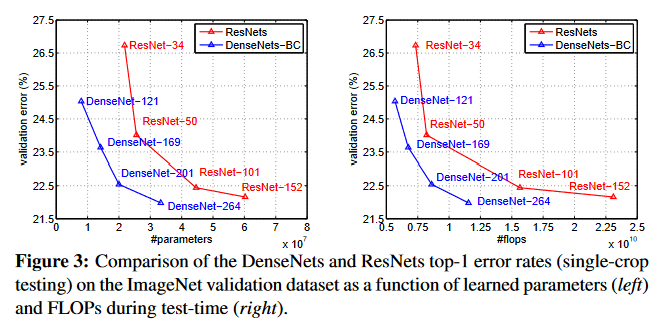 27.5
26.5
25.5
24.5
23.5
22.5
21.5
validation error (%)
ResNet−34
ResNets
DenseNets−BC
DenseNet−121
ResNet−50
DenseNet−169
DenseNet−201
ResNet−101
ResNet−152
DenseNet−264
0 1 2 3 4 5 6 7 8
#parameters
x 10^7
27.5
26.5
25.5
24.5
23.5
22.5
21.5
validation error (%)
ResNet−34
ResNets
DenseNets−BC
DenseNet−121
ResNet−50
DenseNet−169
DenseNet−201
ResNet−101
ResNet−152
DenseNet−264
0.5 0.75 1 1.25 1.5 1.75 2 2.25 2.5
#flops
x 10^10
Figure 3: Comparison of the DenseNets and ResNets top-1 error rates (single-crop
testing) on the ImageNet validation dataset as a function of learned parameters (left)
and FLOPs during test-time (right).